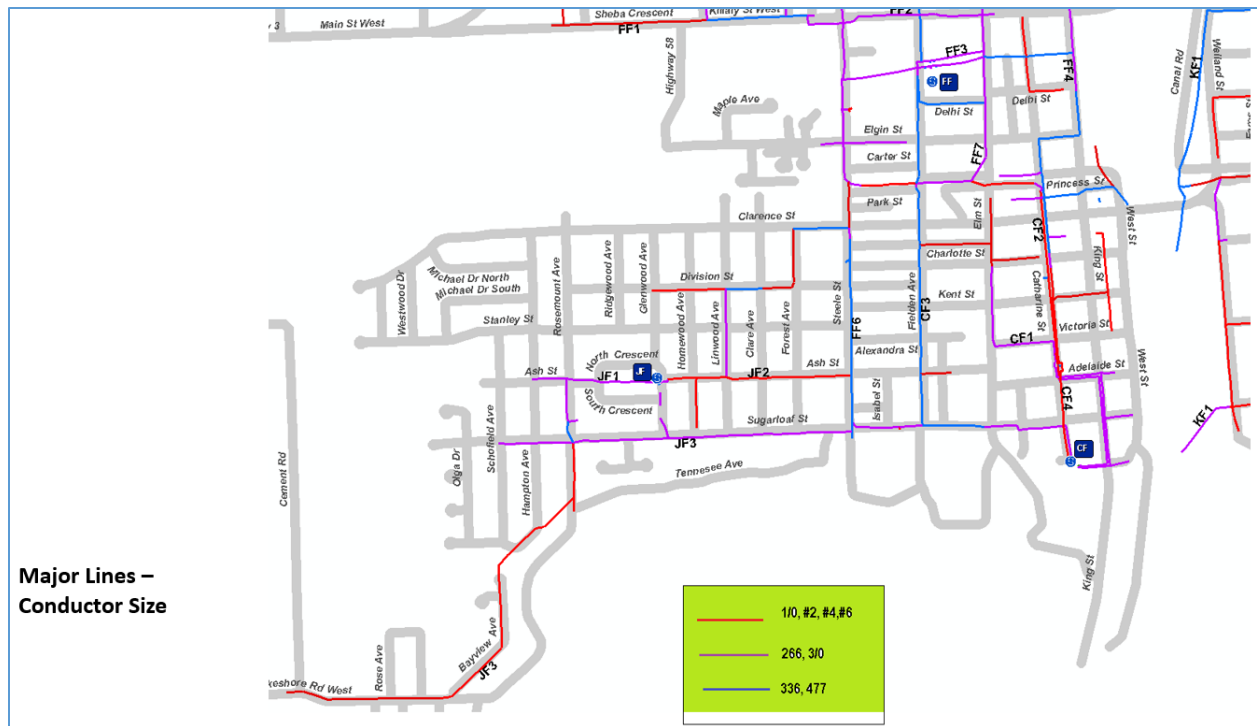 y 3
Main St West
Sheba Crescent
Killaly St West
FF1
FF2
Highway 58
FF3
FF
FF4
Canal Rd
KF1
Welland St
Maple Ave
Delhi St
Delhi St
Elgin St
Carter St
FF7
Princess St
Park St
Elm St
Clarence St
West St
CF2
Charlotte St
King St
Michael Dr North
Michael Dr South
Westwood Dr
Rosemount Ave
Ridgewood Ave
Glenwood Ave
Division St
Steele St
Fielden Ave
Kent St
Catharine St
Stanley St
Homewood Ave
Linwood Ave
Clare Ave
Forest Ave
FF6
CF3
Victoria St
CF1
North Crescent
Alexandra St
Ash St
JF1
JF
JF2
Ash St
Adelaide St
West St
South Crescent
Isabel St
CF4
Sugarloaf St
KF1
JF3
CF
Schofield Ave
Olga Dr
Hampton Ave
Tennesee Ave
Cement Rd
King St
Major Lines –
Conductor Size
1/0, #2, #4,#6
266, 3/0
336, 477
Bayview Ave
JF3
Rose Ave
keshore Rd West